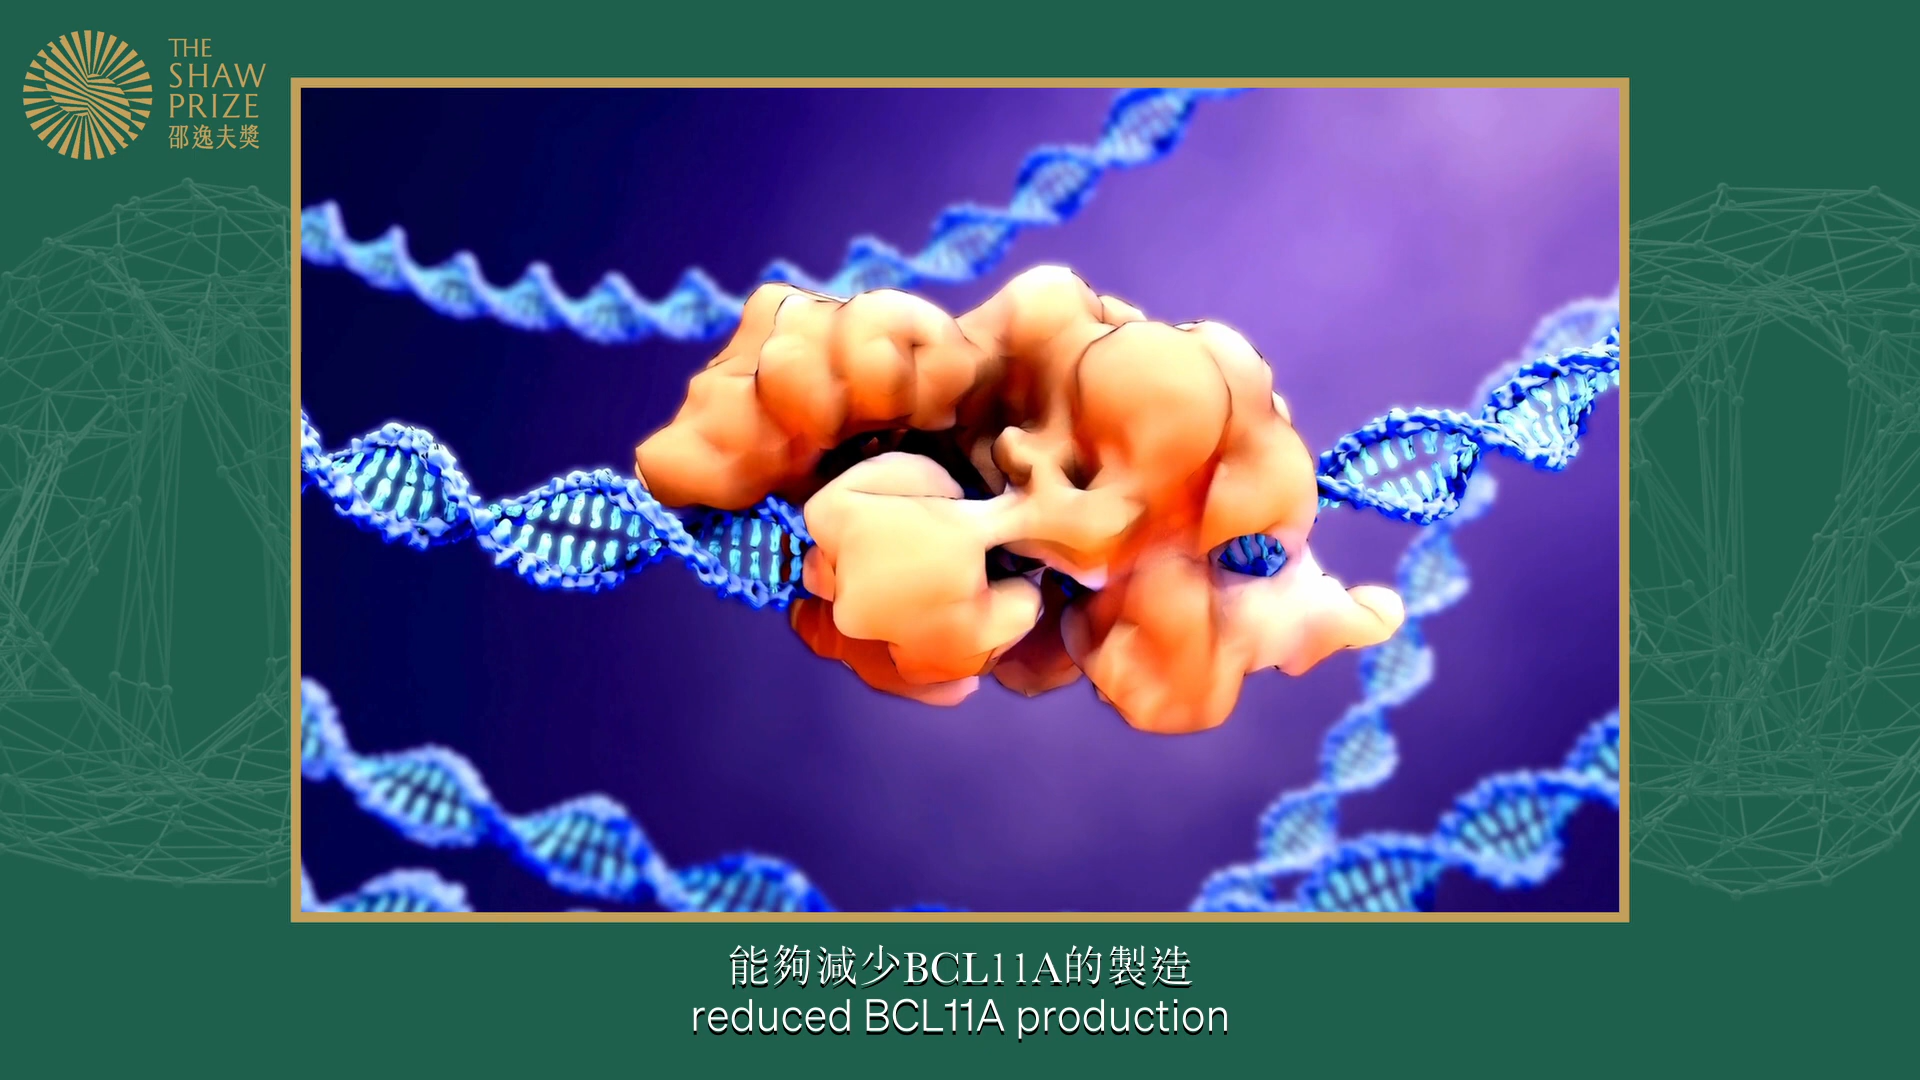 THE
SHAW
PRIZE
邵逸夫獎
能夠減少BCL11A的製造
reduced BCL11A production